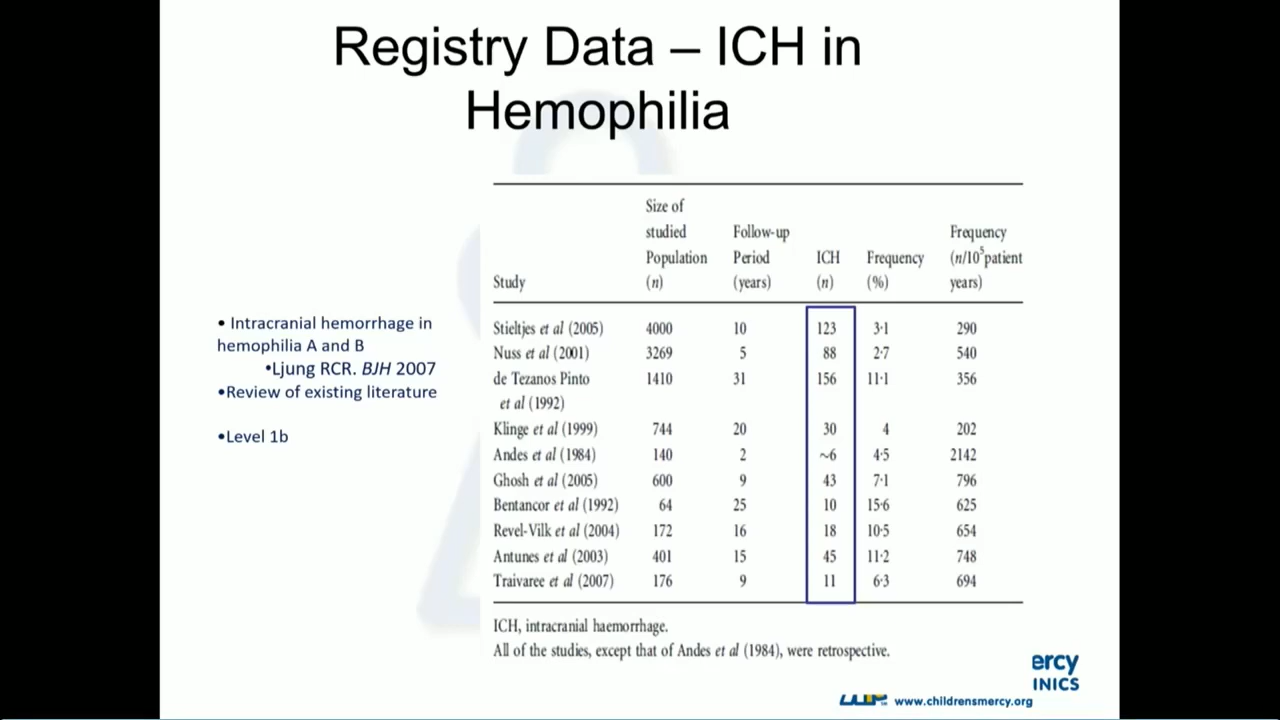 Registry Data – ICH in
Hemophilia
• Intracranial hemorrhage in
hemophilia A and B
•Ljung RCR. BJH 2007
•Review of existing literature
•Level 1b
Size of
studied Follow-up Frequency
Population Period ICH Frequency (n/10⁵patient
Study (n) (years) (n) (%) years)
Stieltjes et al (2005) 4000 10 123 3·1 290
Nuss et al (2001) 3269 5 88 2·7 540
de Tezanos Pinto 1410 31 156 11·1 356
et al (1992)
Klinge et al (1999) 744 20 30 4 202
Andes et al (1984) 140 2 ~6 4·5 2142
Ghosh et al (2005) 600 9 43 7·1 796
Bentancor et al (1992) 64 25 10 15·6 625
Revel-Vilk et al (2004) 172 16 18 10·5 654
Antunes et al (2003) 401 15 45 11·2 748
Traivaree et al (2007) 176 9 11 6·3 694
ICH, intracranial haemorrhage.
All of the studies, except that of Andes et al (1984), were retrospective.
ercy
INICS
www.childrensmercy.org